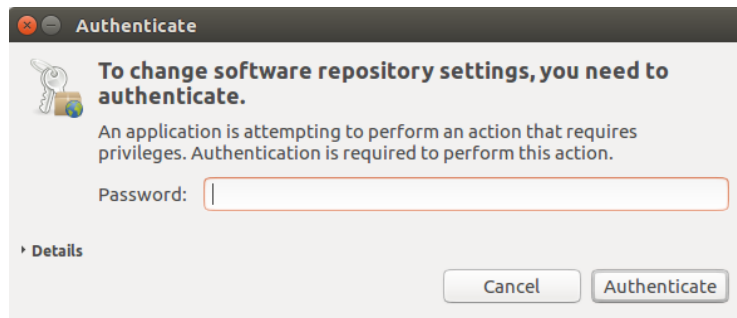 Authenticate
To change software repository settings, you need to
authenticate.
An application is attempting to perform an action that requires
privileges. Authentication is required to perform this action.
Password:
Details
Cancel Authenticate